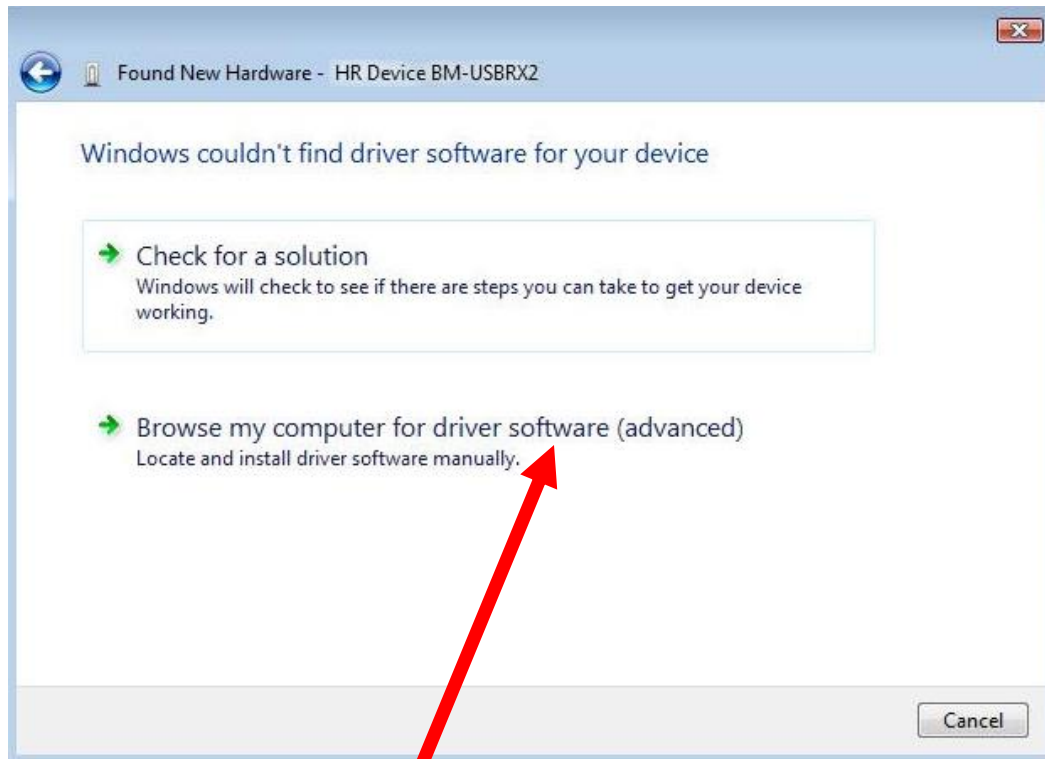 Found New Hardware - HR Device BM-USBRX2
Windows couldn't find driver software for your device
Check for a solution
Windows will check to see if there are steps you can take to get your device
working.
Browse my computer for driver software (advanced)
Locate and install driver software manually.
Cancel